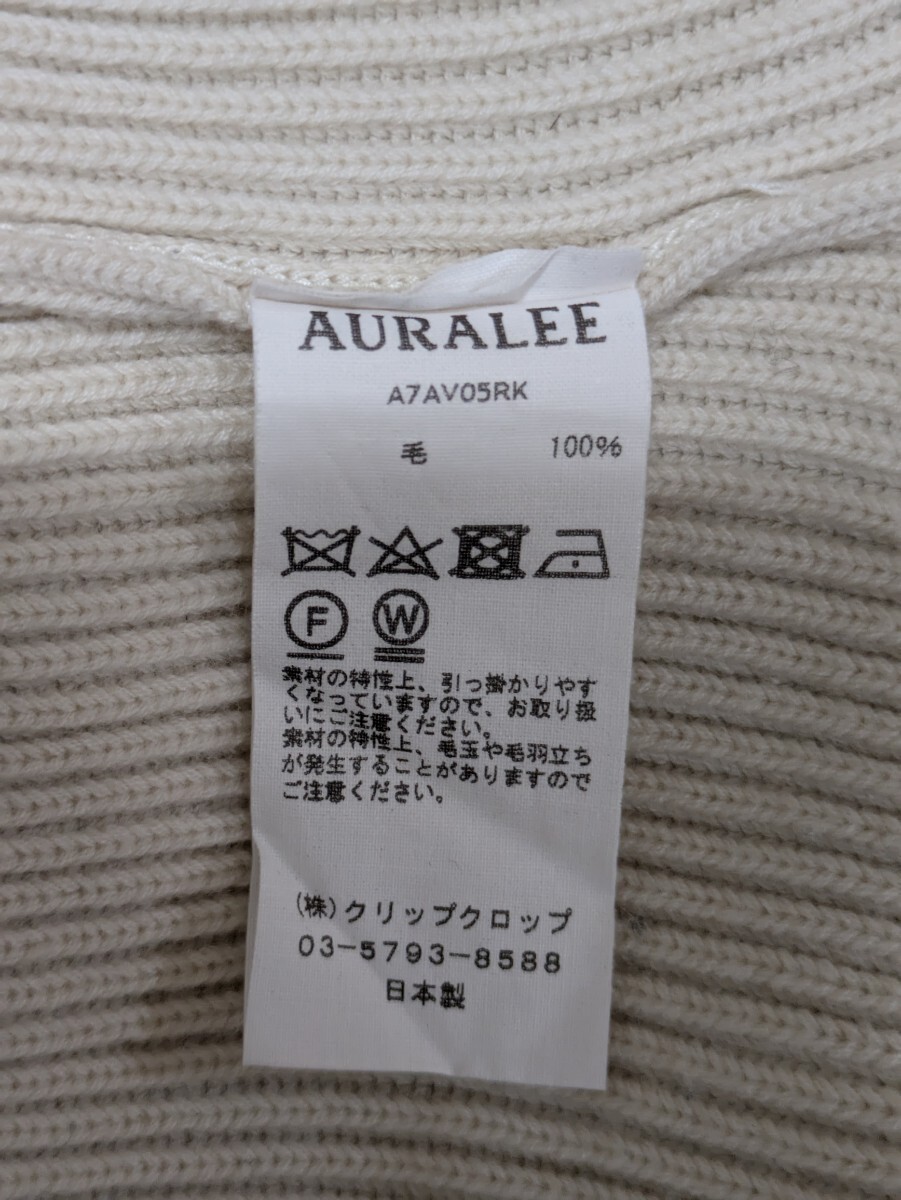 AURALEE
A7AV05RK
毛 100%
F W
素材の特性上、引っ掛かりやす
くなっていますので、お取り扱
いにご注意ください。
素材の特性上、毛玉や毛羽立ち
が発生することがありますので
ご注意ください。
(株)クリップクロップ
03-5793-8588
日本製